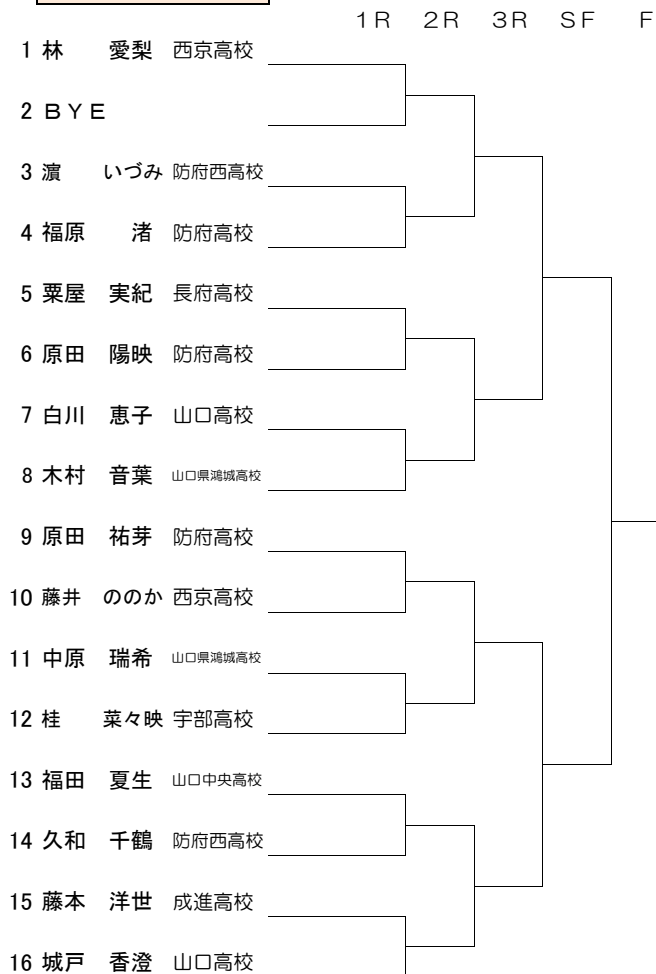 1R 2R 3R SF F
1 林 愛梨 西京高校
2 BYE
3 濵 いづみ 防府西高校
4 福原 渚 防府高校
5 粟屋 実紀 長府高校
6 原田 陽映 防府高校
7 白川 恵子 山口高校
8 木村 音葉 山口県鴻城高校
9 原田 祐芽 防府高校
10 藤井 ののか 西京高校
11 中原 瑞希 山口県鴻城高校
12 桂 菜々映 宇部高校
13 福田 夏生 山口中央高校
14 久和 千鶴 防府西高校
15 藤本 洋世 成進高校
16 城戸 香澄 山口高校